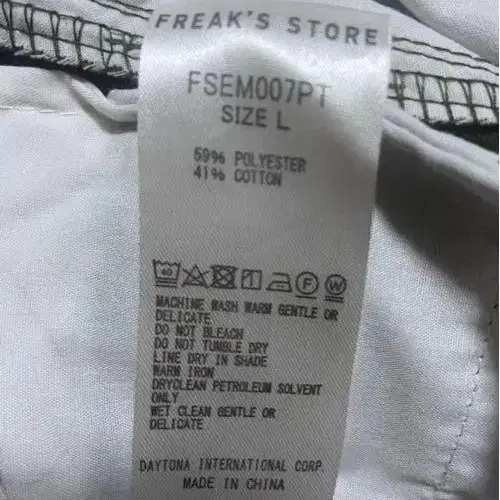 FREAK'S STORE
FSEM007PT
SIZE L
59% POLYESTER
41% COTTON
40 F W
MACHINE WASH WARM GENTLE OR
DELICATE
DO NOT BLEACH
DO NOT TUMBLE DRY
LINE DRY IN SHADE
WARM IRON
DRYCLEAN PETROLEUM SOLVENT
ONLY
WET CLEAN GENTLE OR
DELICATE
DAYTONA INTERNATIONAL CORP.
MADE IN CHINA